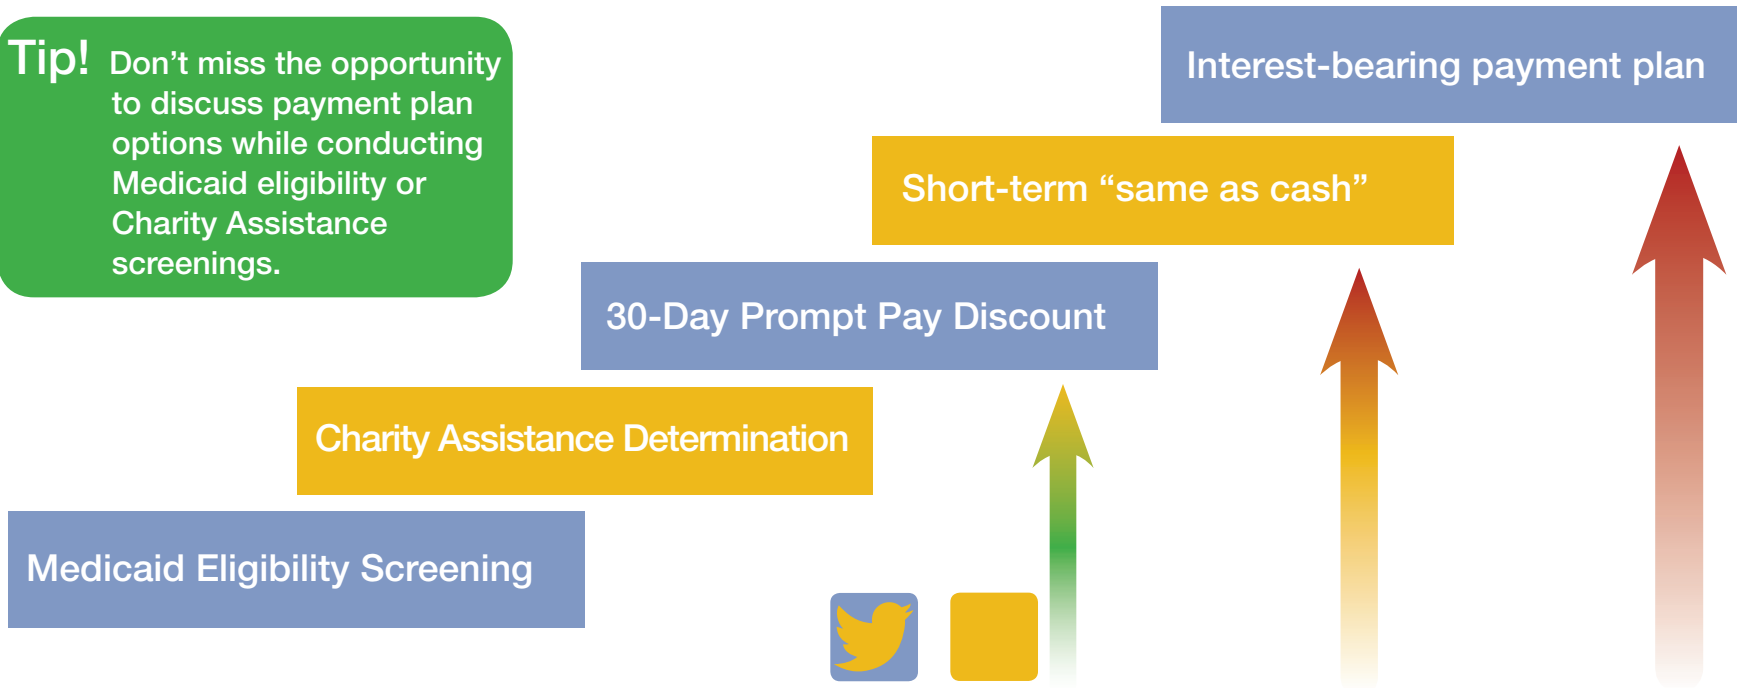 Tip! Don’t miss the opportunity
to discuss payment plan
options while conducting
Medicaid eligibility or
Charity Assistance
screenings.
Interest-bearing payment plan
Short-term “same as cash”
30-Day Prompt Pay Discount
Charity Assistance Determination
Medicaid Eligibility Screening